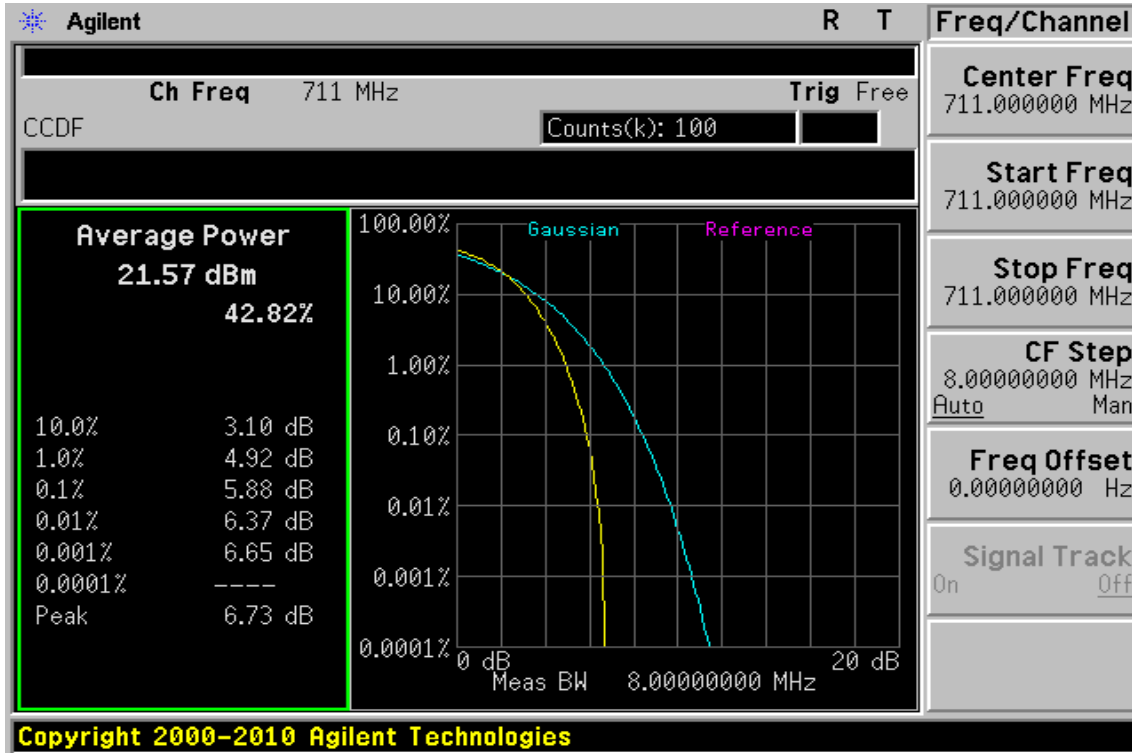 Agilent R T
Ch Freq 711 MHz Trig Free
CCDF Counts(k): 100
Average Power
21.57 dBm
42.82%
10.0% 3.10 dB
1.0% 4.92 dB
0.1% 5.88 dB
0.01% 6.37 dB
0.001% 6.65 dB
0.0001% ----
Peak 6.73 dB
Gaussian Reference
100.00%
10.00%
1.00%
0.10%
0.01%
0.001%
0.0001%
0 dB 20 dB
Meas BW 8.00000000 MHz
Freq/Channel
Center Freq
711.000000 MHz
Start Freq
711.000000 MHz
Stop Freq
711.000000 MHz
CF Step
8.00000000 MHz
Auto Man
Freq Offset
0.00000000 Hz
Signal Track
On Off
Copyright 2000-2010 Agilent Technologies